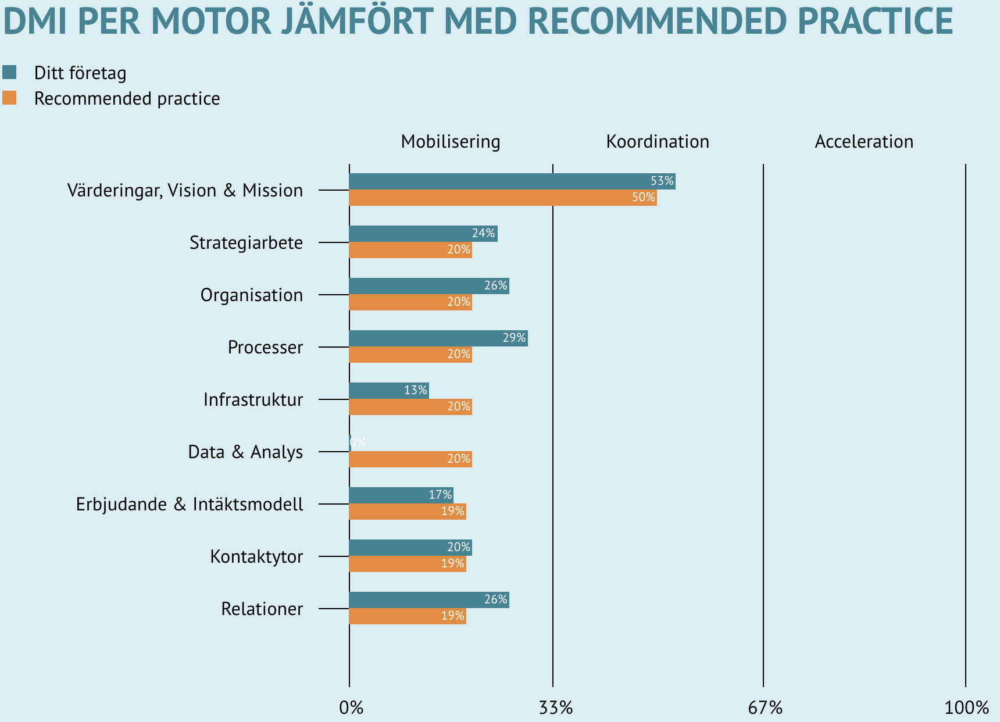 DMI PER MOTOR JÄMFÖRT MED RECOMMENDED PRACTICE
Ditt företag
Recommended practice
Mobilisering Koordination Acceleration
Värderingar, Vision & Mission 53%
50%
Strategiarbete 24%
20%
Organisation 26%
20%
Processer 29%
20%
Infrastruktur 13%
20%
Data & Analys 0%
20%
Erbjudande & Intäktsmodell 17%
19%
Kontaktytor 20%
19%
Relationer 26%
19%
0% 33% 67% 100%